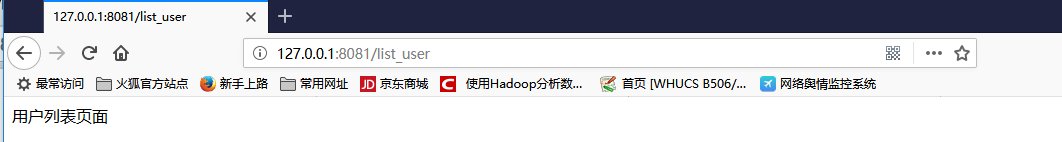 127.0.0.1:8081/list_user
127.0.0.1:8081/list_user
最常访问 火狐官方站点 新手上路 常用网址 JD 京东商城 C 使用Hadoop分析数... 首页 [WHUCS B506/... 网络舆情监控系统
用户列表页面